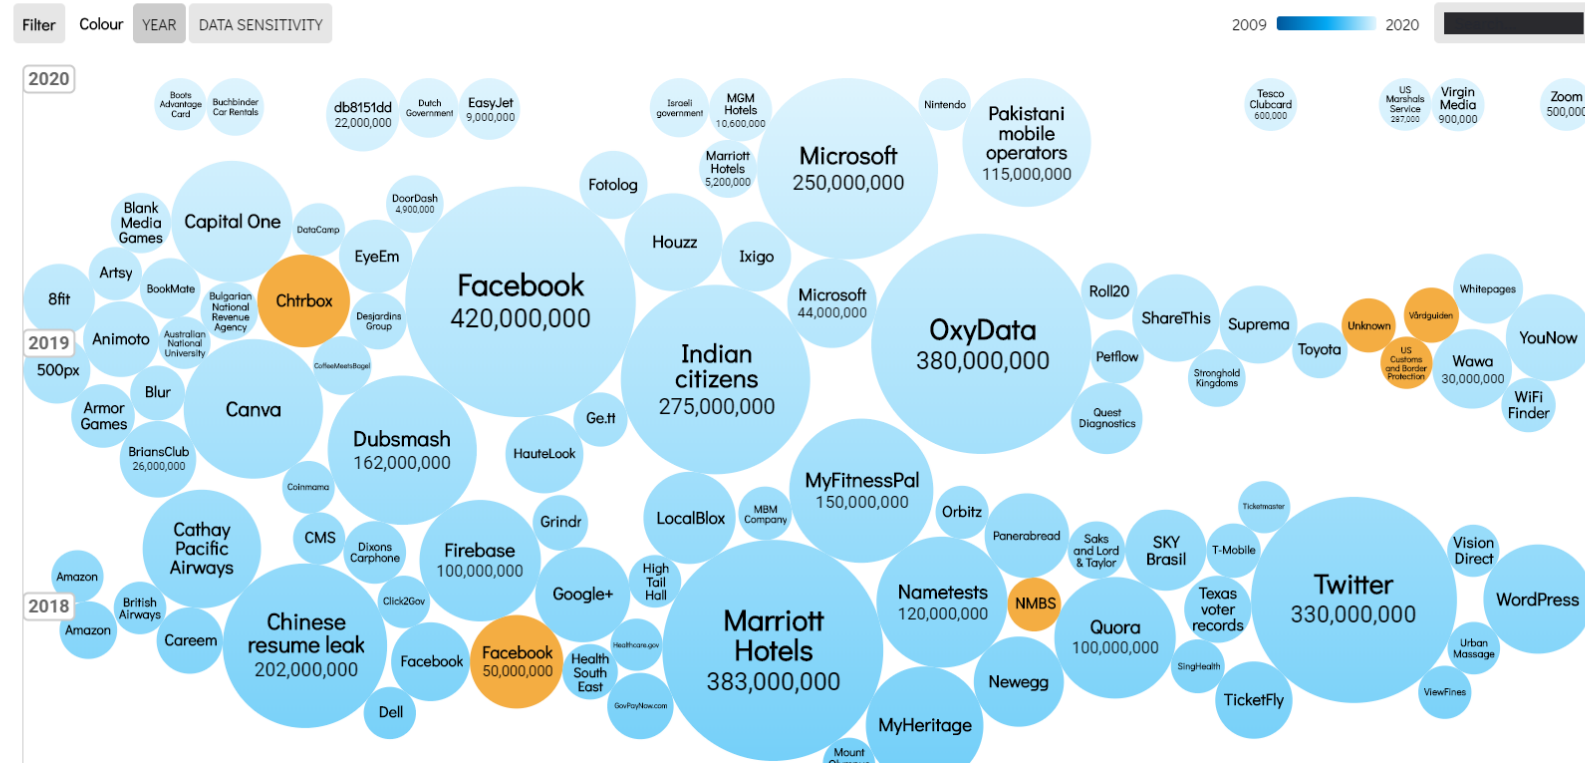 Filter
Colour
YEAR
DATA SENSITIVITY
2009
2020
2020
Boots
Advantage
Card
Buchbinder
Car Rentals
db8151dd
22,000,000
Dutch
Government
EasyJet
9,000,000
Israeli
government
MGM
Hotels
10,600,000
Marriott
Hotels
5,200,000
Microsoft
250,000,000
Nintendo
Pakistani
mobile
operators
115,000,000
Tesco
Clubcard
600,000
US
Marshals
Service
287,000
Virgin
Media
900,000
Zoom
500,000
Blank
Media
Games
Capital One
DataCamp
DoorDash
4,900,000
Fotolog
Houzz
Ixigo
EyeEm
Artsy
8fit
BookMate
Bulgarian
National
Revenue
Agency
Chtrbox
Desjardins
Group
Facebook
420,000,000
Microsoft
44,000,000
OxyData
380,000,000
Roll20
ShareThis
Suprema
Toyota
Unknown
Vårdguiden
Whitepages
YouNow
2019
500px
Animoto
Australian
National
University
CoffeeMeetsBagel
Indian
citizens
275,000,000
Petflow
Stronghold
Kingdoms
US
Customs
and Border
Protection
Wawa
30,000,000
WiFi
Finder
Armor
Games
Blur
Canva
BriansClub
26,000,000
Dubsmash
162,000,000
HauteLook
Ge.tt
Quest
Diagnostics
Coinmama
MyFitnessPal
150,000,000
Cathay
Pacific
Airways
CMS
Dixons
Carphone
Firebase
100,000,000
Grindr
LocalBlox
MBM
Company
Orbitz
Panerabread
Saks
and Lord
& Taylor
SKY
Brasil
T-Mobile
Ticketmaster
Twitter
330,000,000
Vision
Direct
WordPress
2018
Amazon
Amazon
British
Airways
Careem
Chinese
resume leak
202,000,000
Click2Gov
Google+
High
Tail
Hall
Nametests
120,000,000
NMBS
Quora
100,000,000
Texas
voter
records
Facebook
Facebook
50,000,000
Health
South
East
Healthcare.gov
Marriott
Hotels
383,000,000
Newegg
SingHealth
TicketFly
Urban
Massage
ViewFines
Dell
GovPayNow.com
MyHeritage
Mount